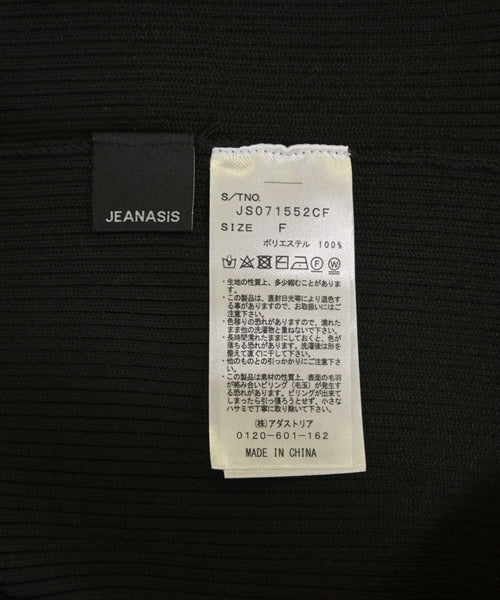 JEANASIS
S/TNO.
JS071552CF
SIZE F
ポリエステル 100%
・生地の性質上、多少縮むことがありま
す。
・この製品は、直射日光等により退色す
る事がありますので、お取扱いにはご
注意下さい。
・色移りの恐れがありますので、濡れた
まま他の洗濯物と重ねないで下さい。
・長時間濡れたままにしておくと、色が
落ちる恐れがあります。洗濯後は形を
整えて直ぐに干して下さい。
・他のものとの引っかかりにご注意下さ
い。
・この製品は素材の性質上、表面の毛羽
が絡み合いピリング(毛玉)が発生す
る恐れがあります。ピリングが出来て
しまったら引っ張ろうとせず、小さな
ハサミで丁寧に取り除いて下さい。
(株)アダストリア
0120-601-162
MADE IN CHINA